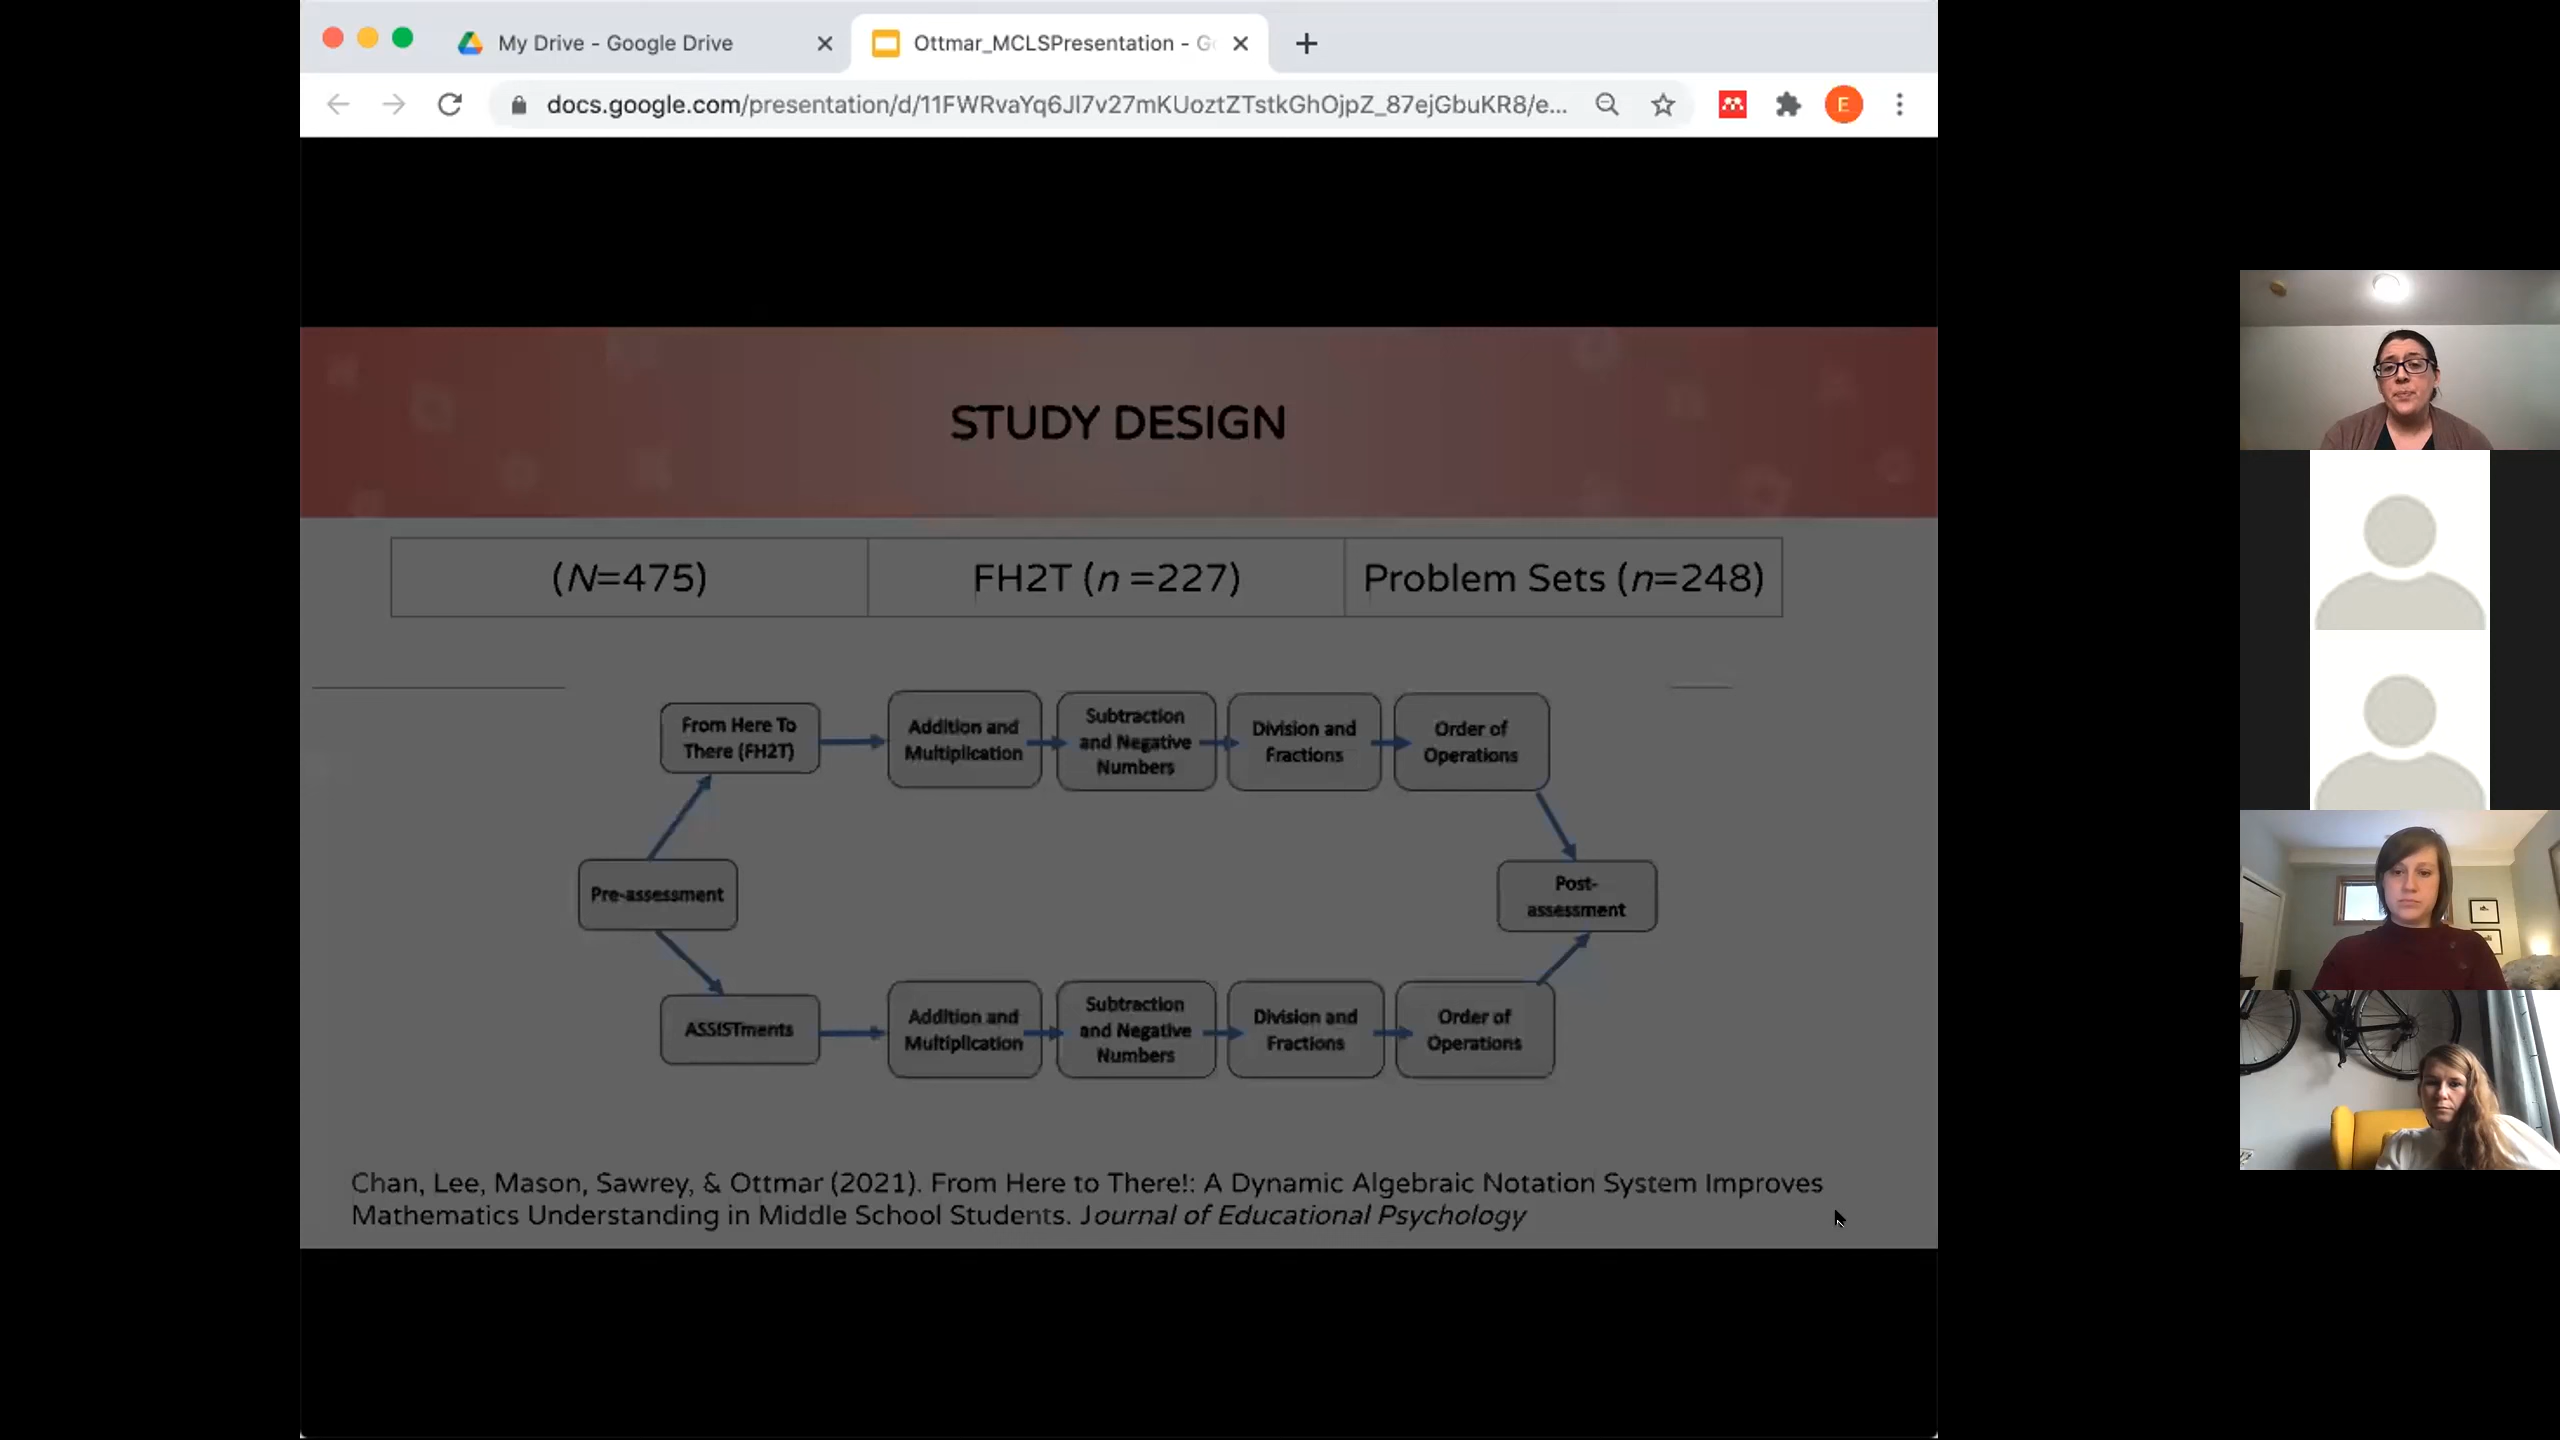 My Drive - Google Drive
Ottmar_MCLSPresentation - G
docs.google.com/presentation/d/11FWRvaYq6Jl7v27mKUoztZTstkGhOjpZ_87ejGbuKR8/e...
E
STUDY DESIGN
(N=475)
FH2T (n =227)
Problem Sets (n=248)
From Here To
There (FH2T)
Addition and
Multiplication
Subtraction
and Negative
Numbers
Division and
Fractions
Order of
Operations
Pre-assessment
Post-
assessment
ASSISTments
Addition and
Multiplication
Subtraction
and Negative
Numbers
Division and
Fractions
Order of
Operations
Chan, Lee, Mason, Sawrey, & Ottmar (2021). From Here to There!: A Dynamic Algebraic Notation System Improves
Mathematics Understanding in Middle School Students. Journal of Educational Psychology